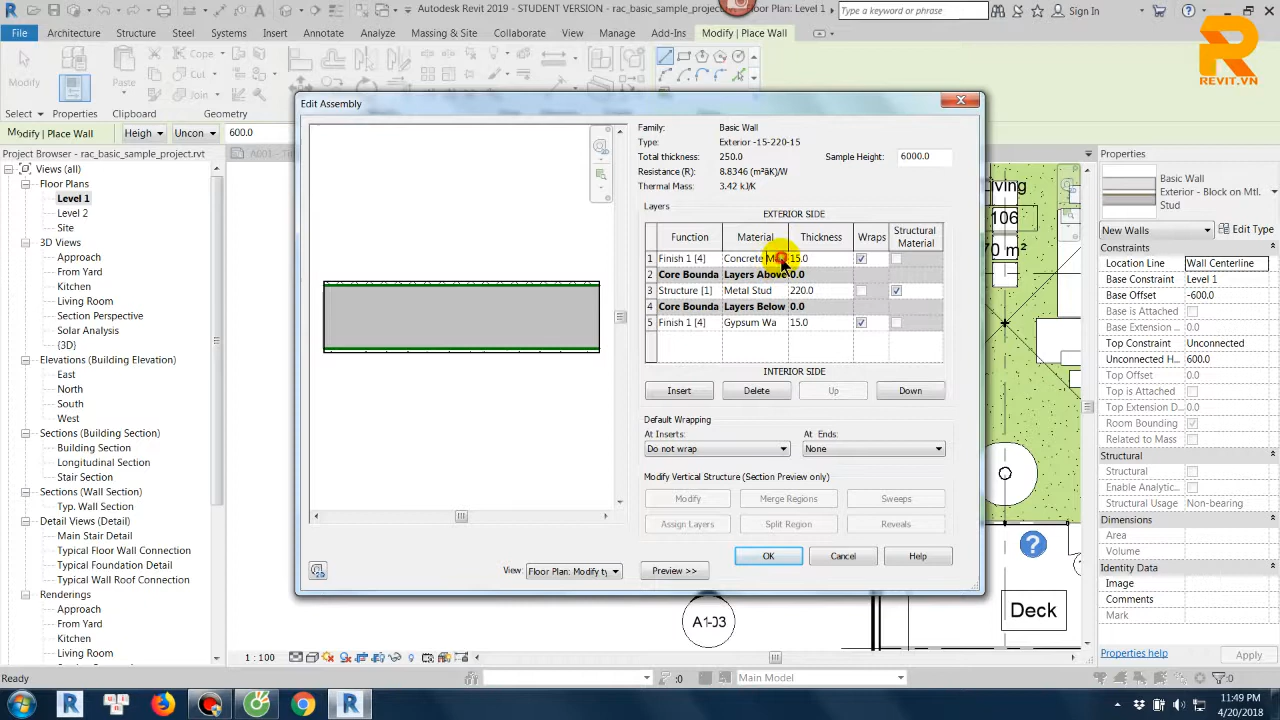 Autodesk Revit 2019 - STUDENT VERSION - rac_basic_sample_project
Floor Plan: Level 1
Type a keyword or phrase
Sign In
File Architecture Structure Steel Systems Insert Annotate Analyze Massing & Site Collaborate View Manage Add-Ins Modify | Place Wall
REVIT.VN
Modify
Paste
Cope
Cut
Join
Select Properties Clipboard Geometry
Modify | Place Wall Heigh Uncon 600.0
Project Browser - rac_basic_sample_project.rvt
Views (all)
Floor Plans
Level 1
Level 2
Site
3D Views
Approach
From Yard
Kitchen
Living Room
Section Perspective
Solar Analysis
{3D}
Elevations (Building Elevation)
East
North
South
West
Sections (Building Section)
Building Section
Longitudinal Section
Stair Section
Sections (Wall Section)
Typ. Wall Section
Detail Views (Detail)
Main Stair Detail
Typical Floor Wall Connection
Typical Foundation Detail
Typical Wall Roof Connection
Renderings
Approach
From Yard
Kitchen
Living Room
Edit Assembly
Family: Basic Wall
Type: Exterior -15-220-15
Total thickness: 250.0 Sample Height: 6000.0
Resistance (R): 8.8346 (m²âK)/W
Thermal Mass: 3.42 kJ/K
Layers
EXTERIOR SIDE
Function Material Thickness Wraps Structural Material
1 Finish 1 [4] Concrete 15.0
2 Core Bounda Layers Above 0.0
3 Structure [1] Metal Stud 220.0
4 Core Bounda Layers Below 0.0
5 Finish 1 [4] Gypsum Wa 15.0
INTERIOR SIDE
Insert Delete Up Down
Default Wrapping
At Inserts: At Ends:
Do not wrap None
Modify Vertical Structure (Section Preview only)
Modify Merge Regions Sweeps
Assign Layers Split Region Reveals
OK Cancel Help
View: Floor Plan: Modify ty Preview >>
Living
106
70 m²
Deck
A1-03
?
Properties
Basic Wall
Exterior - Block on Mtl.
Stud
New Walls Edit Type
Constraints
Location Line Wall Centerline
Base Constraint Level 1
Base Offset -600.0
Base is Attached
Base Extension 0.0
Top Constraint Unconnected
Unconnected H... 600.0
Top Offset 0.0
Top is Attached
Top Extension D... 0.0
Room Bounding
Related to Mass
Structural
Structural
Enable Analytic...
Structural Usage Non-bearing
Dimensions
Area
Volume
Identity Data
Image
Comments
Mark
Properties help Apply
1 : 100
Ready
:0
Main Model
:0
11:49 PM
4/20/2018